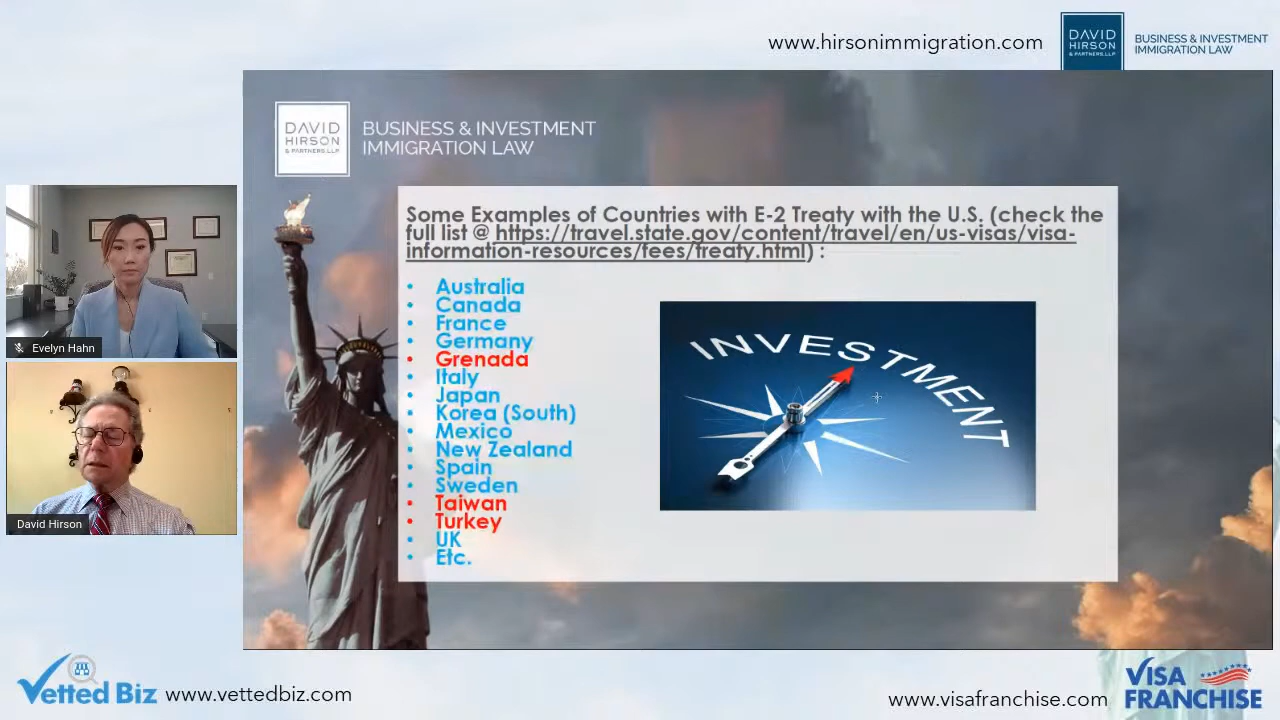 www.hirsonimmigration.com
DAVID
HIRSON
& PARTNERS, LLP
BUSINESS & INVESTMENT
IMMIGRATION LAW
DAVID
HIRSON
& PARTNERS, LLP
BUSINESS & INVESTMENT
IMMIGRATION LAW
Some Examples of Countries with E-2 Treaty with the U.S. (check the
full list @ https://travel.state.gov/content/travel/en/us-visas/visa-
information-resources/fees/treaty.html) :
• Australia
• Canada
• France
• Germany
• Grenada
• Italy
• Japan
• Korea (South)
• Mexico
• New Zealand
• Spain
• Sweden
• Taiwan
• Turkey
• UK
• Etc.
INVESTMENT
Evelyn Hahn
David Hirson
Vetted Biz
www.vettedbiz.com
www.visafranchise.com
VISA
FRANCHISE